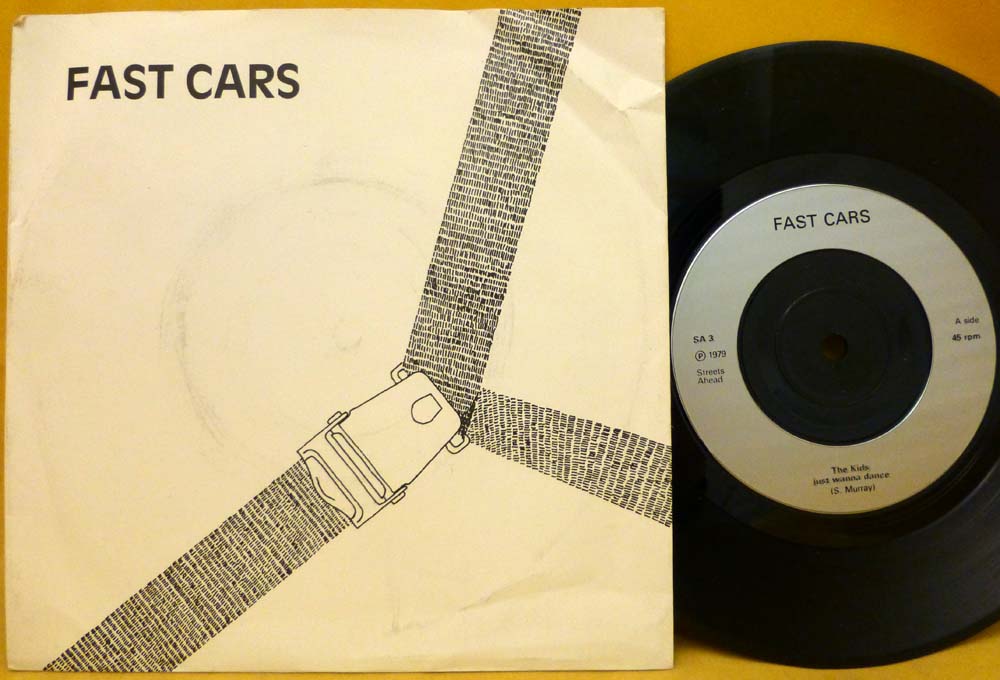 FAST CARS
FAST CARS
SA 3
℗ 1979
Streets
Ahead
A side
45 rpm
The Kids
just wanna dance
(S. Murray)